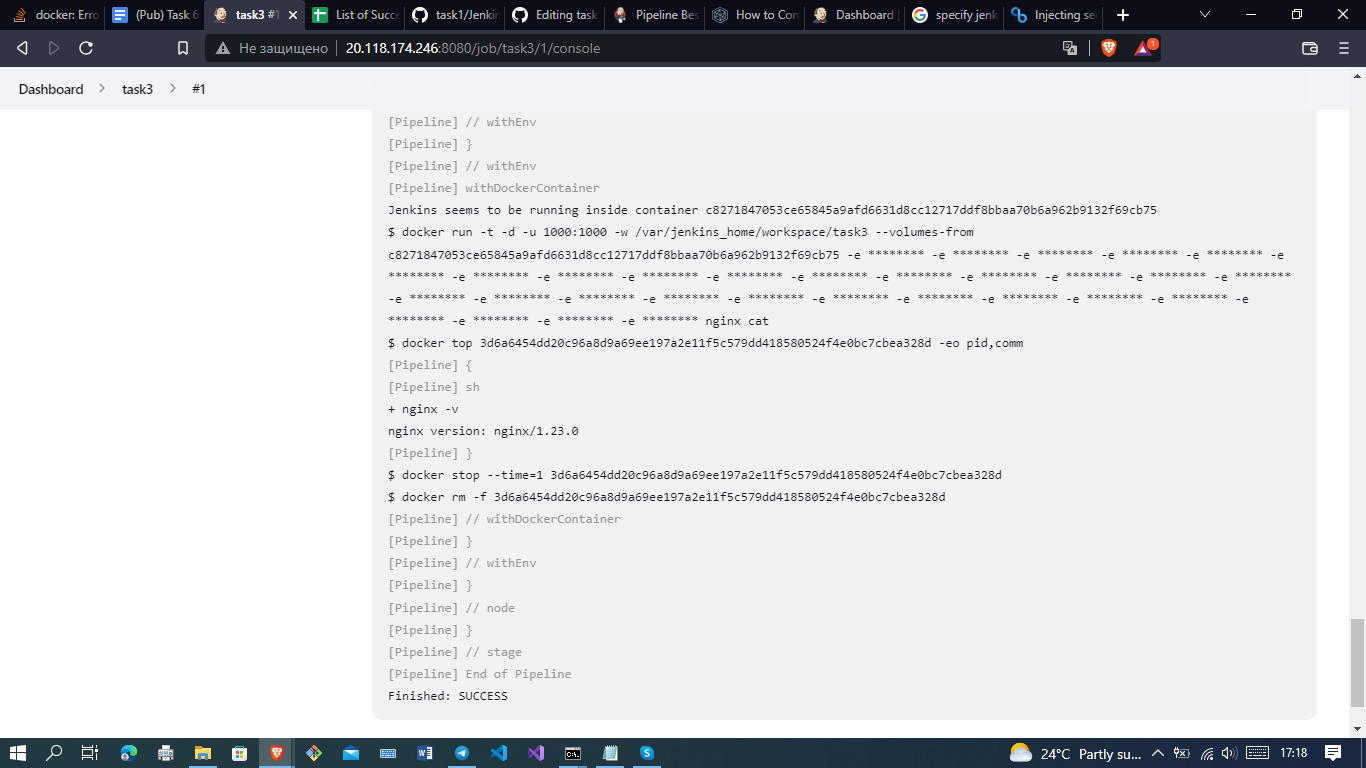 docker: Erro
(Pub) Task 6
task3 #1
List of Succe
task1/Jenkin
Editing task
Pipeline Bes
How to Con
Dashboard
specify jenk
Injecting se
Не защищено 20.118.174.246:8080/job/task3/1/console
1
Dashboard > task3 > #1
[Pipeline] // withEnv
[Pipeline] }
[Pipeline] // withEnv
[Pipeline] withDockerContainer
Jenkins seems to be running inside container c8271847053ce65845a9afd6631d8cc12717ddf8bbaa70b6a962b9132f69cb75
$ docker run -t -d -u 1000:1000 -w /var/jenkins_home/workspace/task3 --volumes-from
c8271847053ce65845a9afd6631d8cc12717ddf8bbaa70b6a962b9132f69cb75 -e ******** -e ******** -e ******** -e ******** -e ******** -e
******** -e ******** -e ******** -e ******** -e ******** -e ******** -e ******** -e ******** -e ******** -e ******** -e ********
-e ******** -e ******** -e ******** -e ******** -e ******** -e ******** -e ******** -e ******** -e ******** -e ******** -e
******** -e ******** -e ******** -e ******** nginx cat
$ docker top 3d6a6454dd20c96a8d9a69ee197a2e11f5c579dd418580524f4e0bc7cbea328d -eo pid,comm
[Pipeline] {
[Pipeline] sh
+ nginx -v
nginx version: nginx/1.23.0
[Pipeline] }
$ docker stop --time=1 3d6a6454dd20c96a8d9a69ee197a2e11f5c579dd418580524f4e0bc7cbea328d
$ docker rm -f 3d6a6454dd20c96a8d9a69ee197a2e11f5c579dd418580524f4e0bc7cbea328d
[Pipeline] // withDockerContainer
[Pipeline] }
[Pipeline] // withEnv
[Pipeline] }
[Pipeline] // node
[Pipeline] }
[Pipeline] // stage
[Pipeline] End of Pipeline
Finished: SUCCESS
24°C Partly su... 17:18